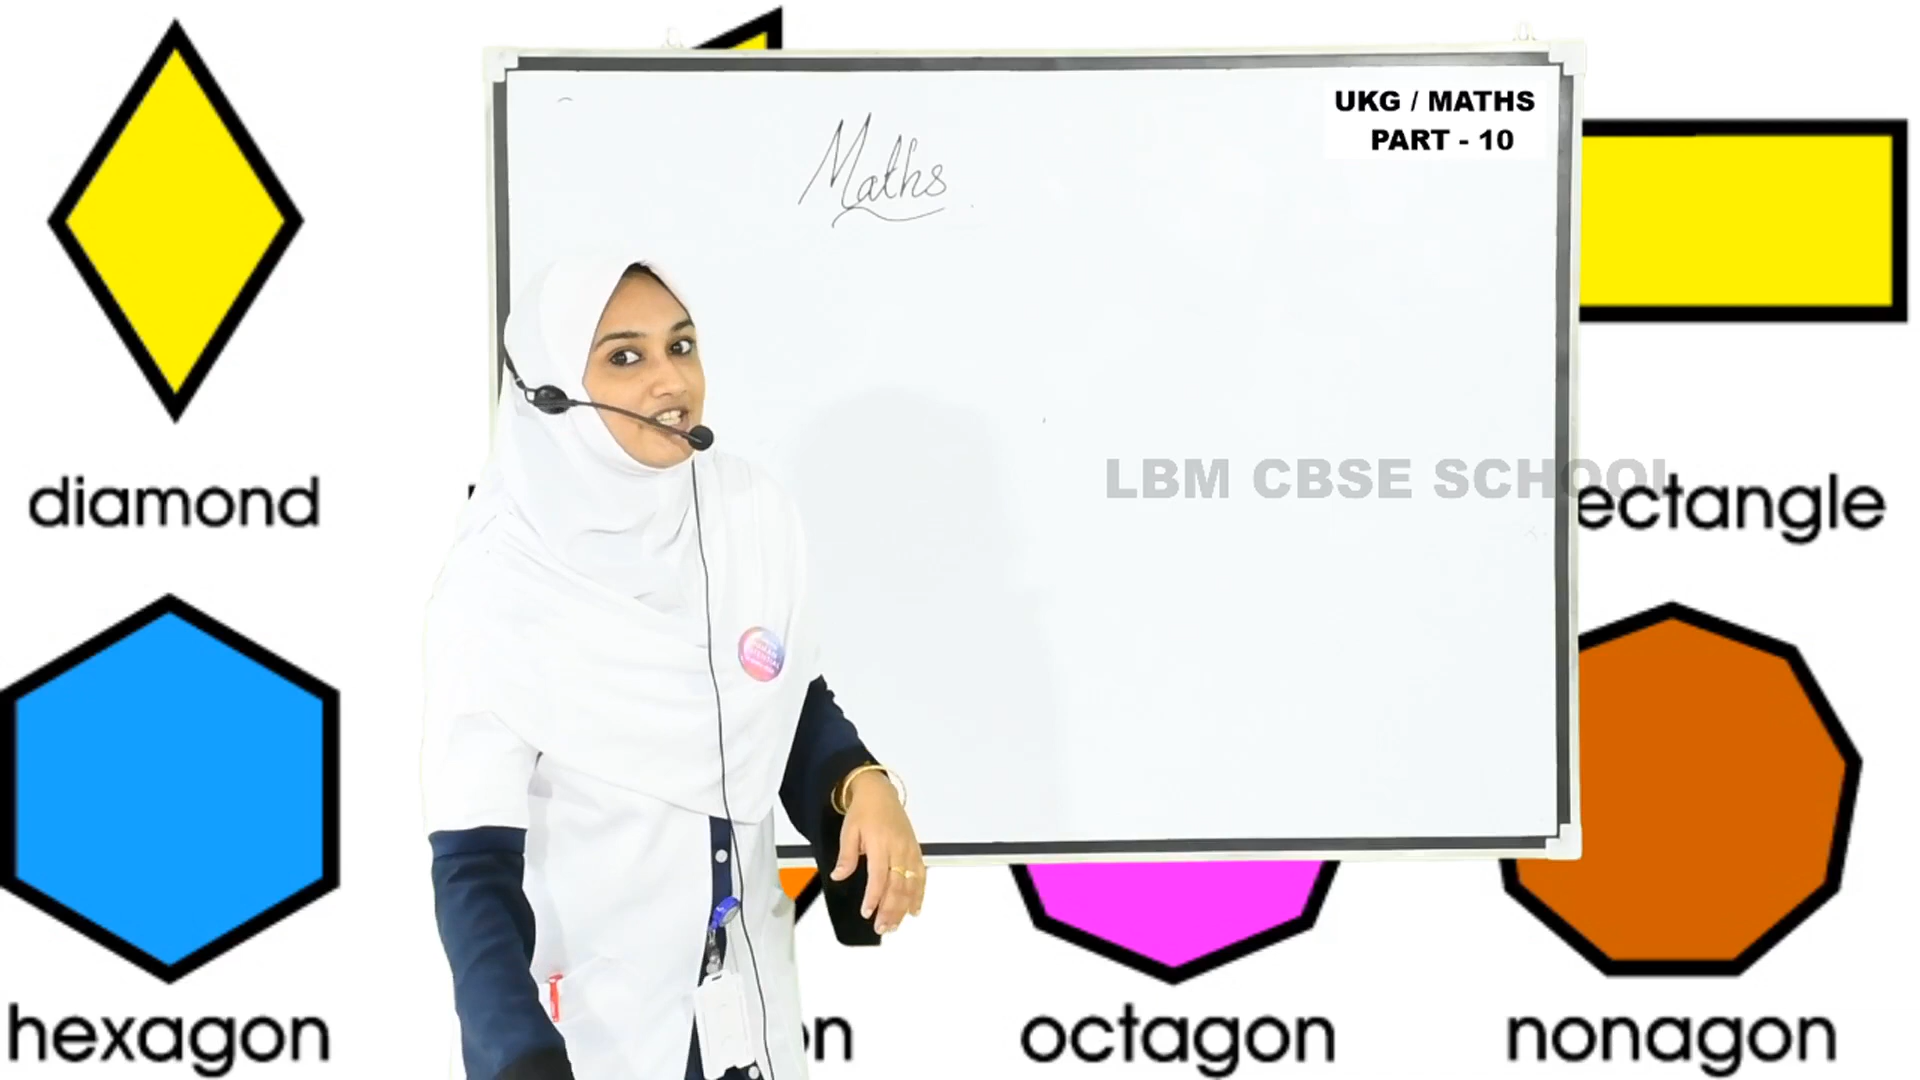 UKG / MATHS
PART - 10
Maths
LBM CBSE SCHOOL
diamond
ectangle
hexagon
on
octagon
nonagon